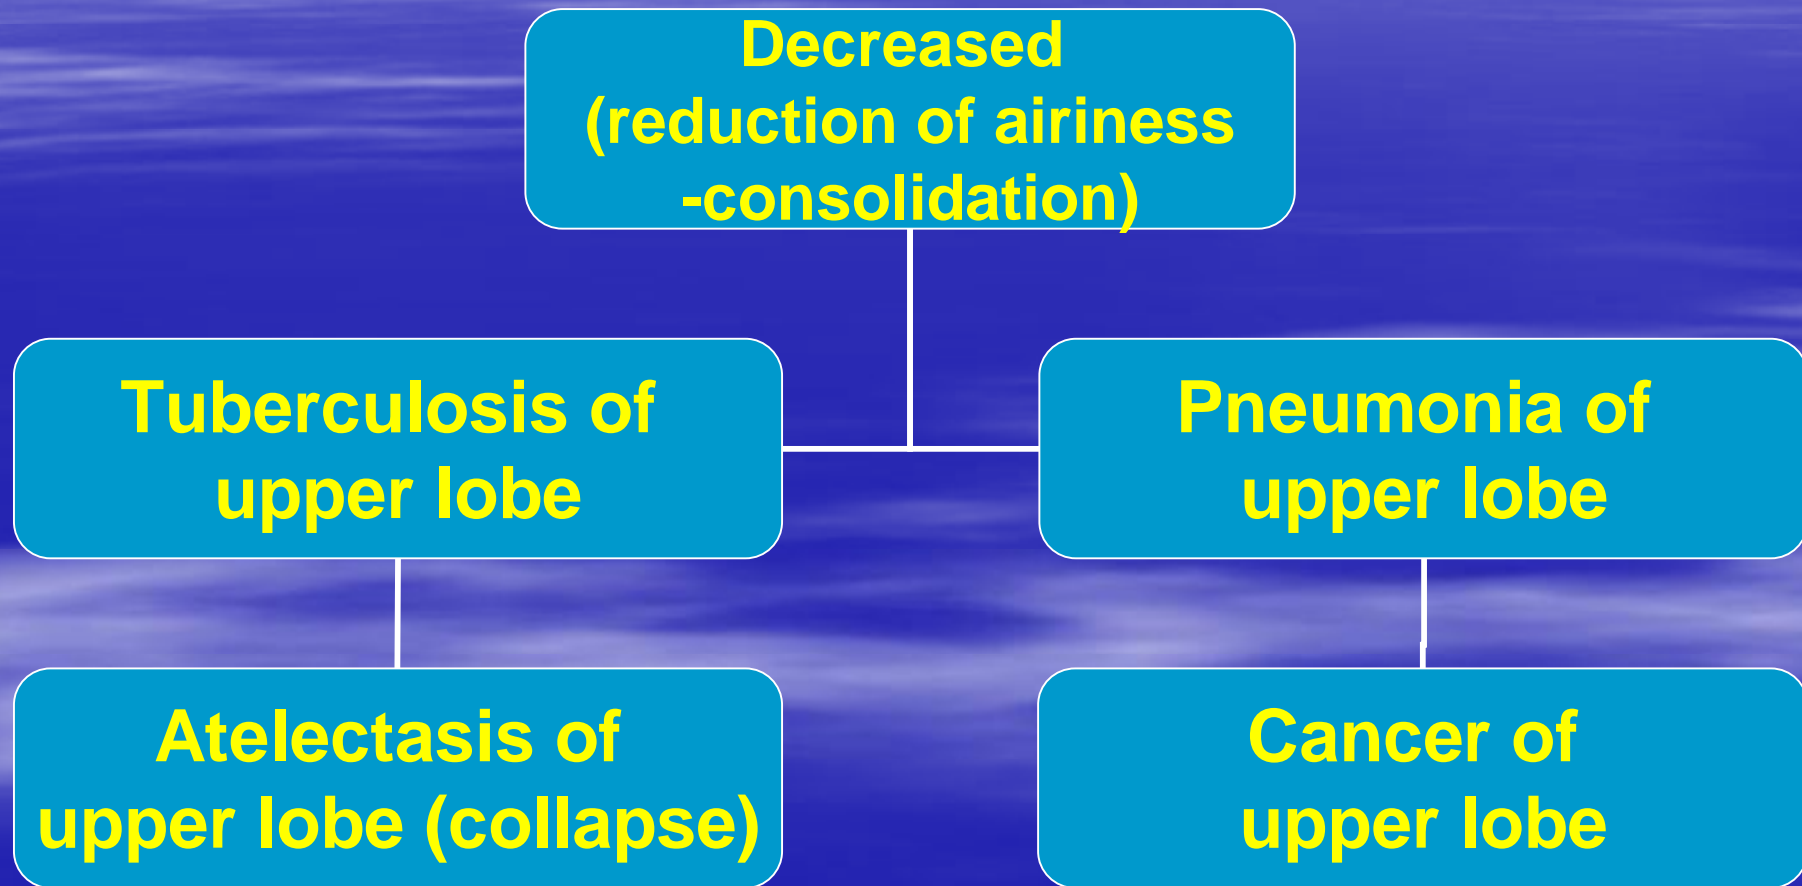 Decreased
(reduction of airiness
-consolidation)
Tuberculosis of
upper lobe
Pneumonia of
upper lobe
Atelectasis of
upper lobe (collapse)
Cancer of
upper lobe